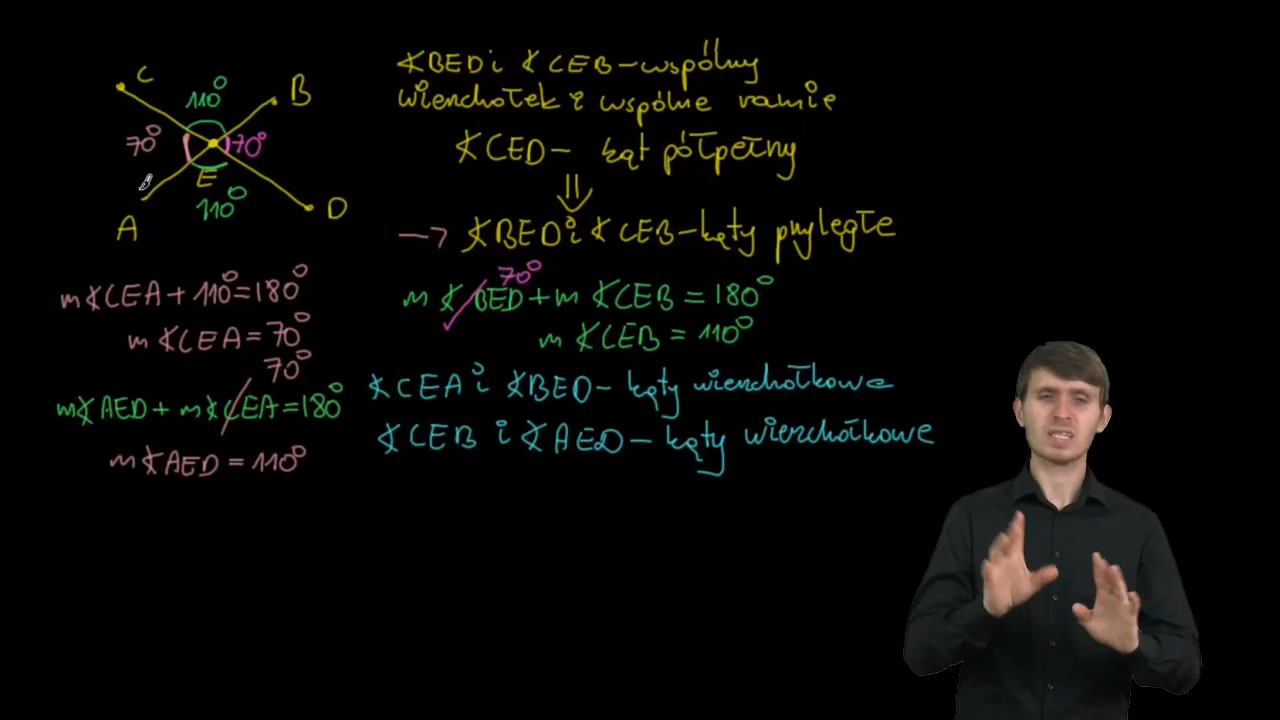 C
B
110°
70°
70°
E
110°
A
D
∢BED i ∢CEB – wspólny
wierzchołek i wspólne ramię
∢CED – kąt półpełny
⇓
→ ∢BED i ∢CEB – kąty przyległe
70°
m∢BED + m∢CEB = 180°
m∢CEB = 110°
∢CEA i ∢BED – kąty wierzchołkowe
∢CEB i ∢AED – kąty wierzchołkowe
m∢CEA + 110° = 180°
m∢CEA = 70°
70°
m∢AED + m∢CEA = 180°
m∢AED = 110°